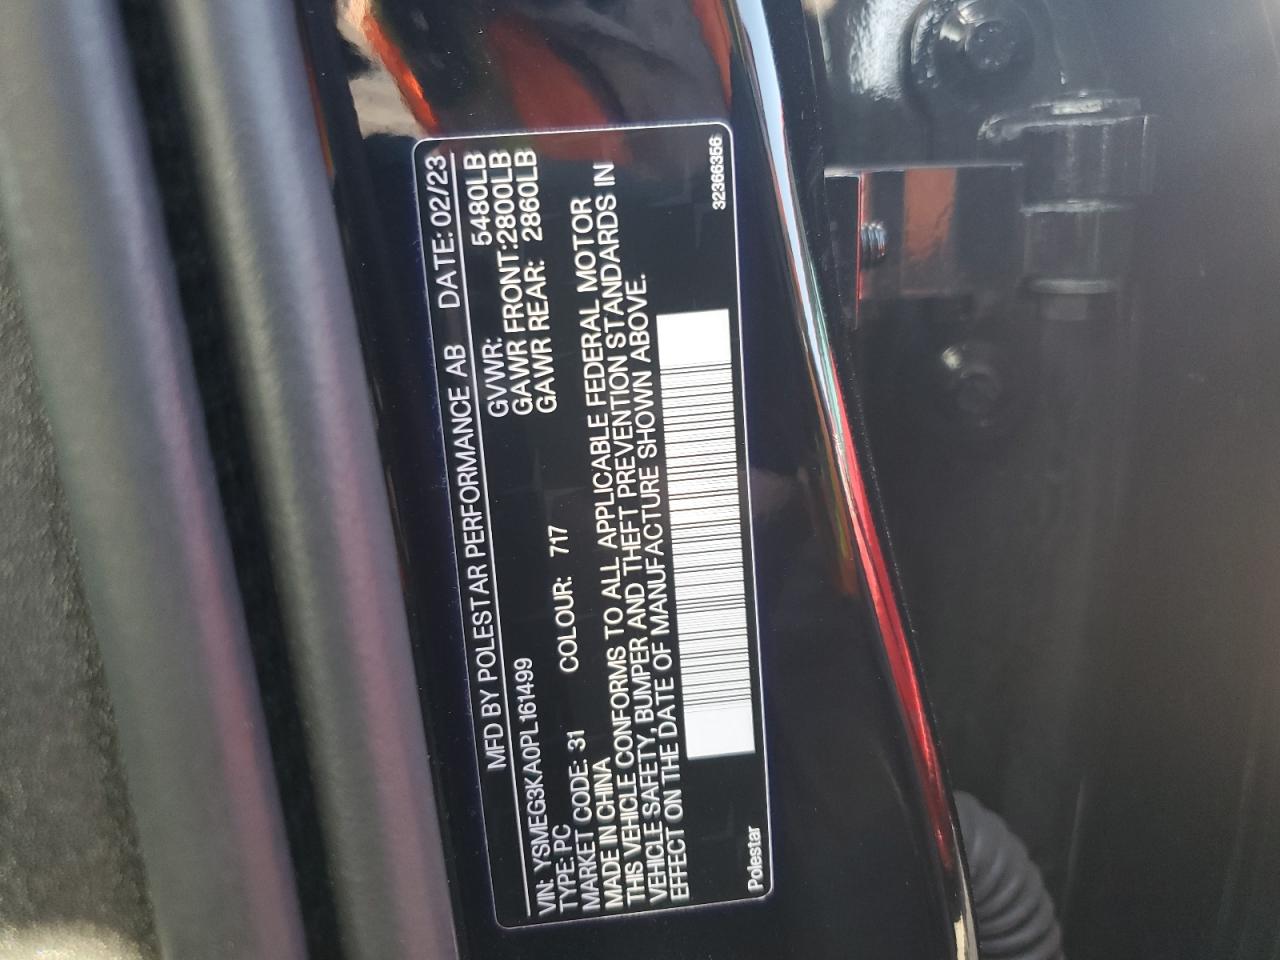 MFD BY POLESTAR PERFORMANCE AB DATE: 02/23
VIN: YSMEG3KA0PL161499 GVWR: 5480LB
TYPE: PC GAWR FRONT:2800LB
MARKET CODE: 31 COLOUR: 717 GAWR REAR: 2860LB
MADE IN CHINA
THIS VEHICLE CONFORMS TO ALL APPLICABLE FEDERAL MOTOR
VEHICLE SAFETY, BUMPER AND THEFT PREVENTION STANDARDS IN
EFFECT ON THE DATE OF MANUFACTURE SHOWN ABOVE.
Polestar 32366356